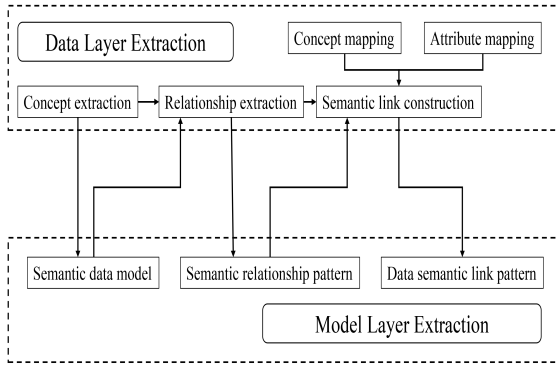 Data Layer Extraction
Concept mapping
Attribute mapping
Concept extraction
Relationship extraction
Semantic link construction
Semantic data model
Semantic relationship pattern
Data semantic link pattern
Model Layer Extraction